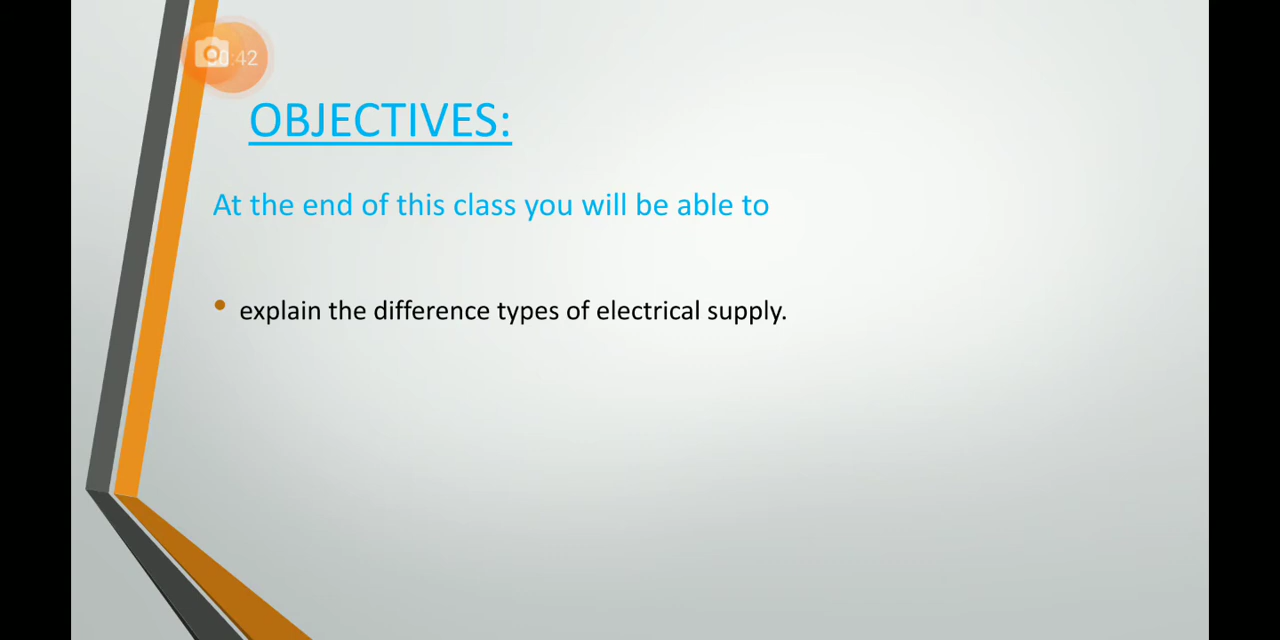 OBJECTIVES:
At the end of this class you will be able to
explain the difference types of electrical supply.